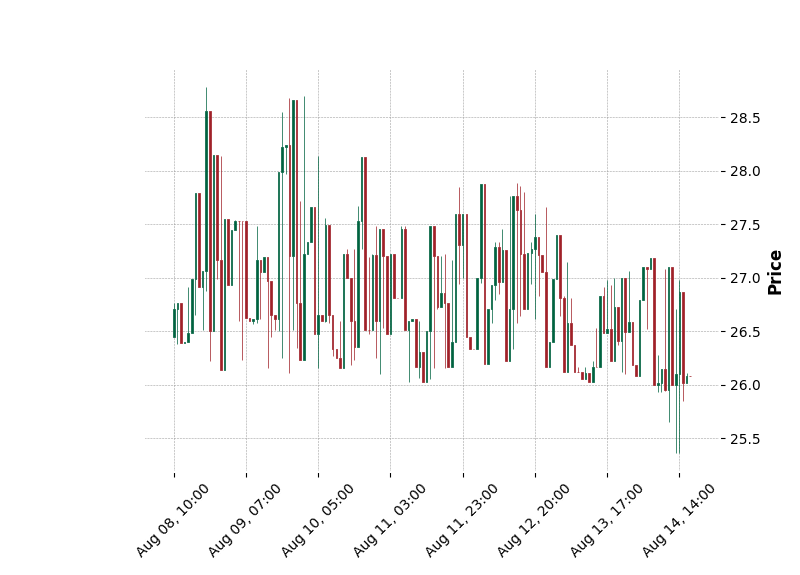 28.5
28.0
27.5
27.0
26.5
26.0
25.5
Price
Aug 08, 10:00
Aug 09, 07:00
Aug 10, 05:00
Aug 11, 03:00
Aug 11, 23:00
Aug 12, 20:00
Aug 13, 17:00
Aug 14, 14:00